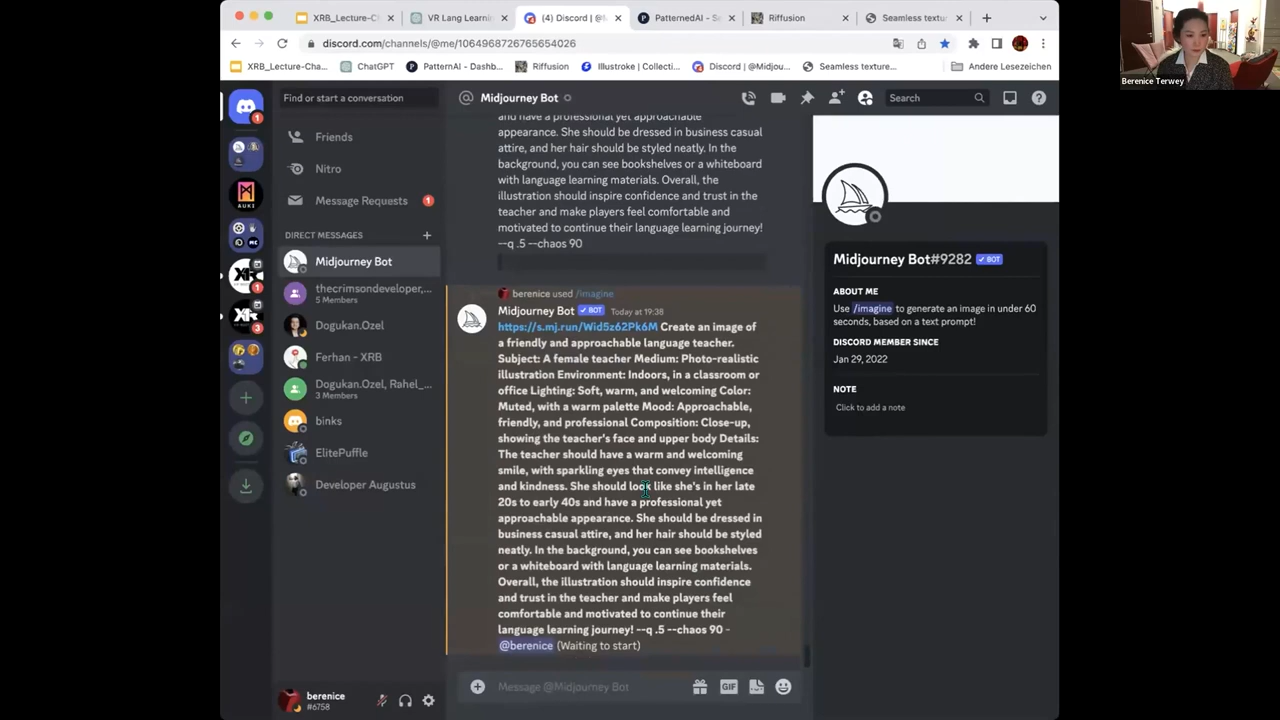 XRB_Lecture-C
VR Lang Learnin
(4) Discord | @M
PatternedAI - Se
Riffusion
Seamless textur
discord.com/channels/@me/1064968726765654026
XRB_Lecture-Cha...
ChatGPT
PatternAI - Dashb...
Riffusion
Illustroke | Collecti...
Discord | @Midjou...
Seamless texture...
Andere Lesezeichen
Berenice Terwey
1
Find or start a conversation
Midjourney Bot
Search
Friends
Nitro
Message Requests
1
DIRECT MESSAGES
Midjourney Bot
thecrimsondeveloper,...
5 Members
Dogukan.Ozel
Ferhan - XRB
Dogukan.Ozel, Rahel_...
3 Members
binks
ElitePuffle
Developer Augustus
AUKI
XR
1
XR
3
berenice
#6758
and have a professional yet approachable
appearance. She should be dressed in business casual
attire, and her hair should be styled neatly. In the
background, you can see bookshelves or a whiteboard
with language learning materials. Overall, the
illustration should inspire confidence and trust in the
teacher and make players feel comfortable and
motivated to continue their language learning journey!
--q .5 --chaos 90
berenice used /imagine
Midjourney Bot BOT Today at 19:38
https://s.mj.run/Wid5z62Pk6M Create an image of
a friendly and approachable language teacher.
Subject: A female teacher Medium: Photo-realistic
illustration Environment: Indoors, in a classroom or
office Lighting: Soft, warm, and welcoming Color:
Muted, with a warm palette Mood: Approachable,
friendly, and professional Composition: Close-up,
showing the teacher's face and upper body Details:
The teacher should have a warm and welcoming
smile, with sparkling eyes that convey intelligence
and kindness. She should look like she's in her late
20s to early 40s and have a professional yet
approachable appearance. She should be dressed in
business casual attire, and her hair should be styled
neatly. In the background, you can see bookshelves
or a whiteboard with language learning materials.
Overall, the illustration should inspire confidence
and trust in the teacher and make players feel
comfortable and motivated to continue their
language learning journey! --q .5 --chaos 90 -
@berenice (Waiting to start)
Message @Midjourney Bot
GIF
Midjourney Bot#9282 BOT
ABOUT ME
Use /imagine to generate an image in under 60
seconds, based on a text prompt!
DISCORD MEMBER SINCE
Jan 29, 2022
NOTE
Click to add a note